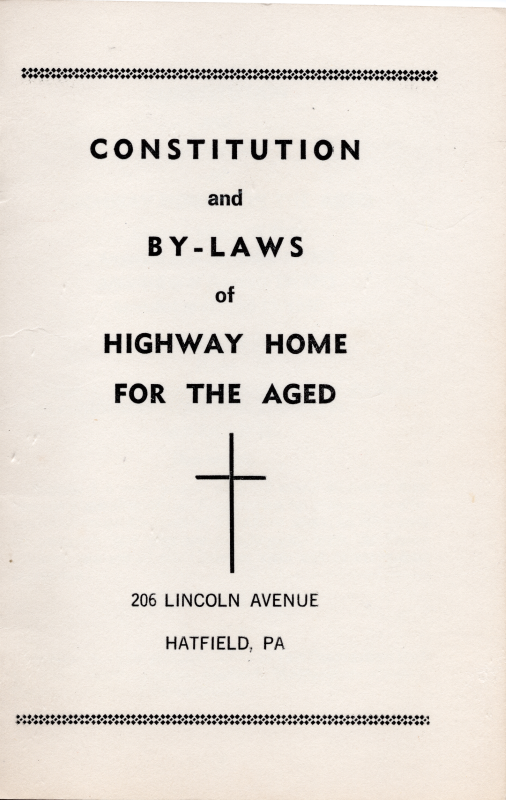 CONSTITUTION
and
BY-LAWS
of
HIGHWAY HOME
FOR THE AGED
206 LINCOLN AVENUE
HATFIELD, PA